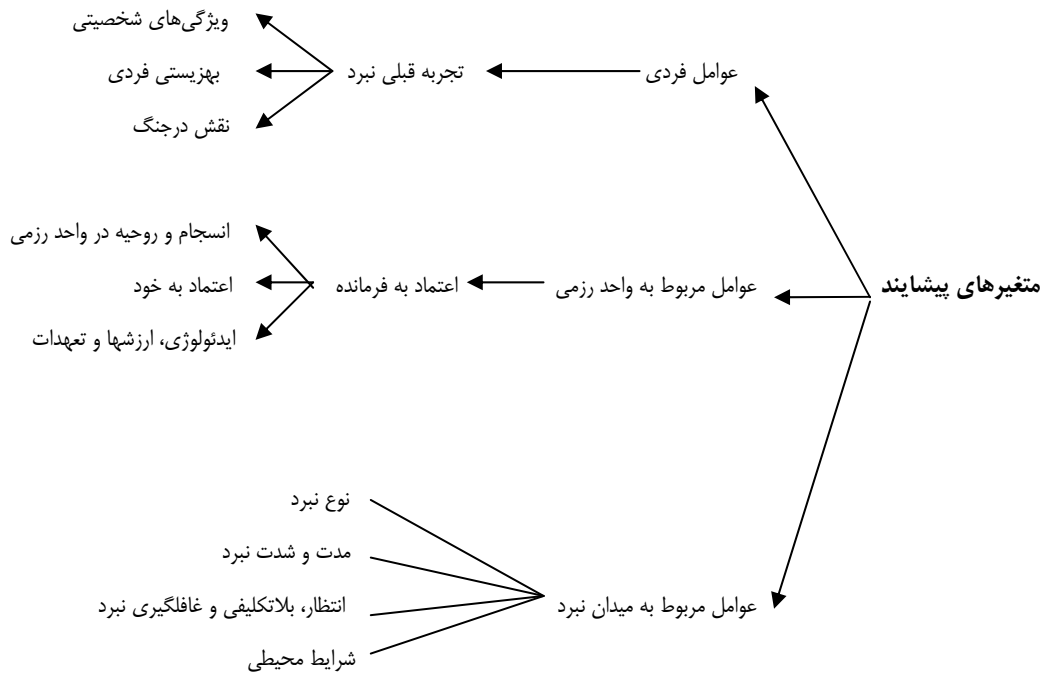 متغیرهای پیشایند
عوامل فردی
تجربه قبلی نبرد
ویژگی‌های شخصیتی
بهزیستی فردی
نقش درجنگ
عوامل مربوط به واحد رزمی
اعتماد به فرمانده
انسجام و روحیه در واحد رزمی
اعتماد به خود
ایدئولوژی، ارزشها و تعهدات
عوامل مربوط به میدان نبرد
نوع نبرد
مدت و شدت نبرد
انتظار، بلاتکلیفی و غافلگیری نبرد
شرایط محیطی